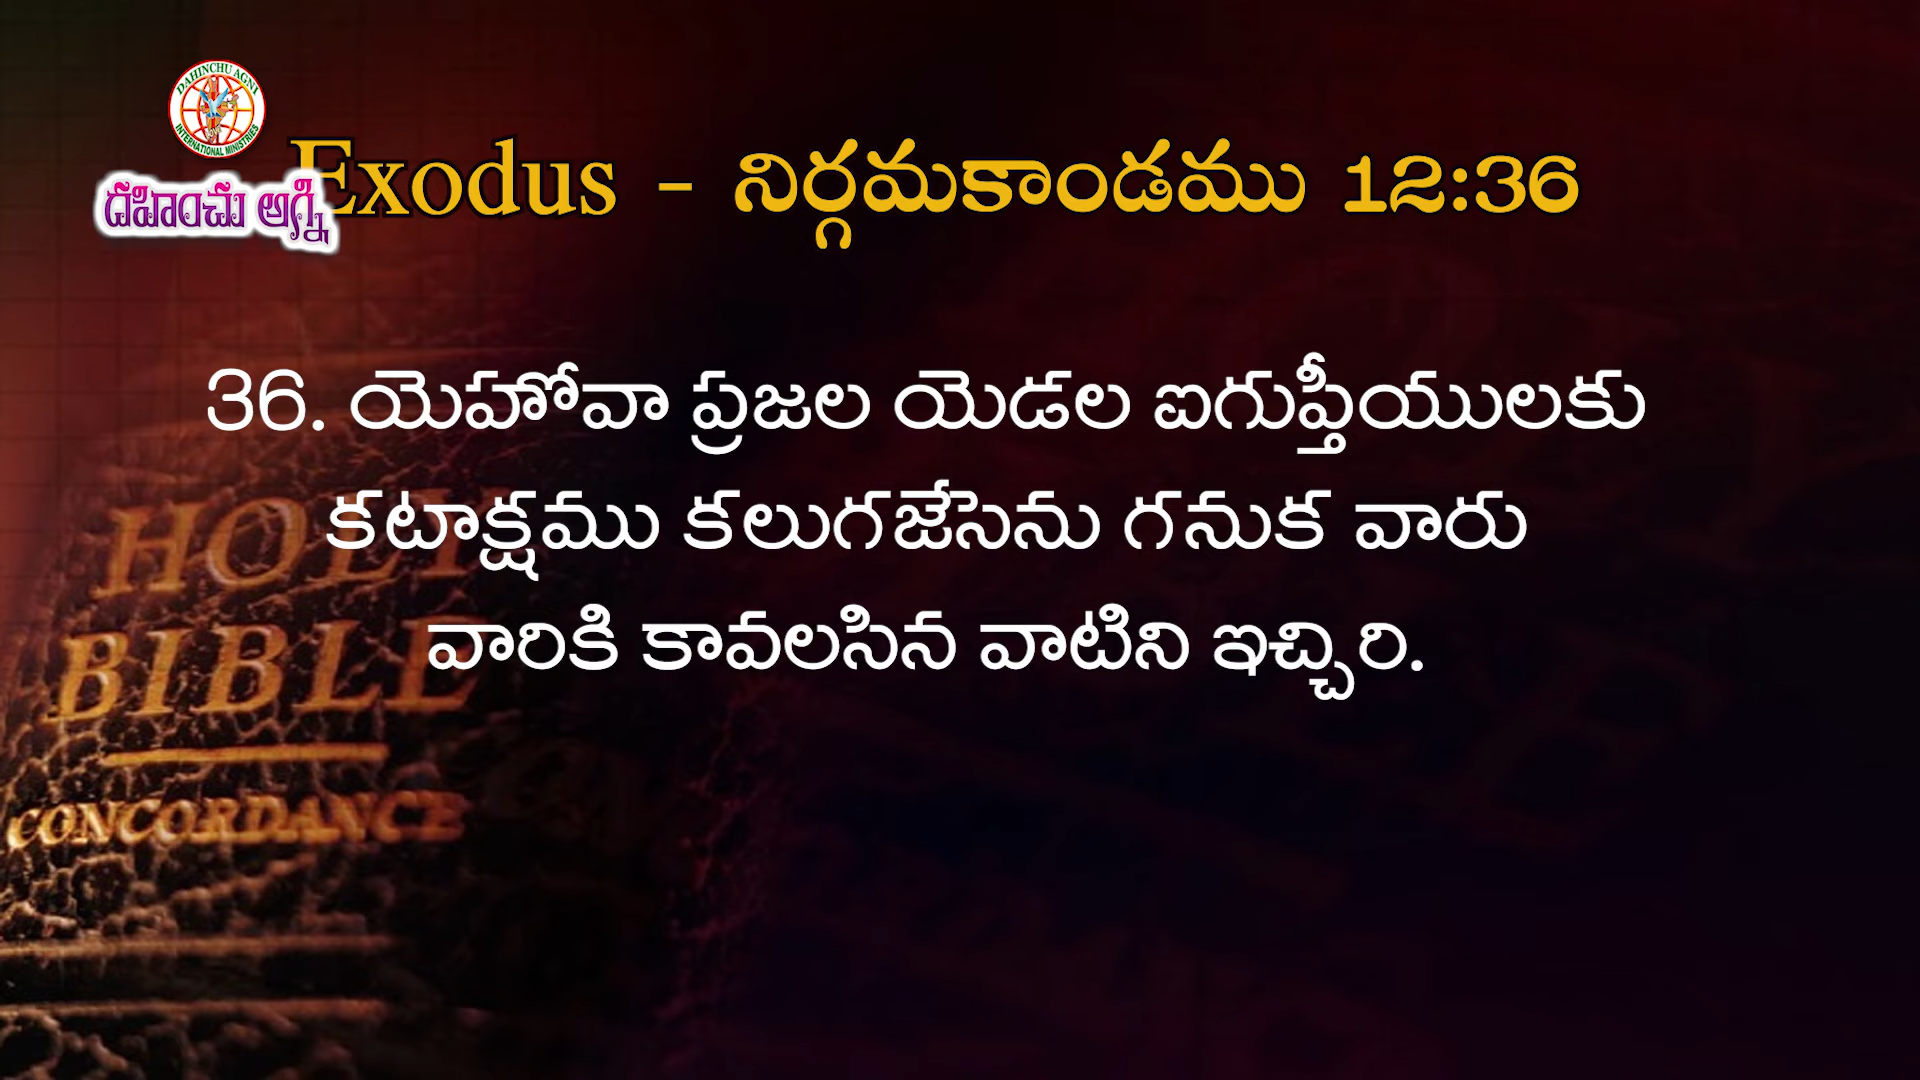 DAHINCHU AGNI
INTERNATIONAL MINISTRIES
దహించు అగ్ని
Exodus - నిర్గమకాండము 12:36
36. యెహోవా ప్రజల యెడల ఐగుప్తీయులకు
కటాక్షము కలుగజేసెను గనుక వారు
వారికి కావలసిన వాటిని ఇచ్చిరి.
HOLY
BIBLE
CONCORDANCE